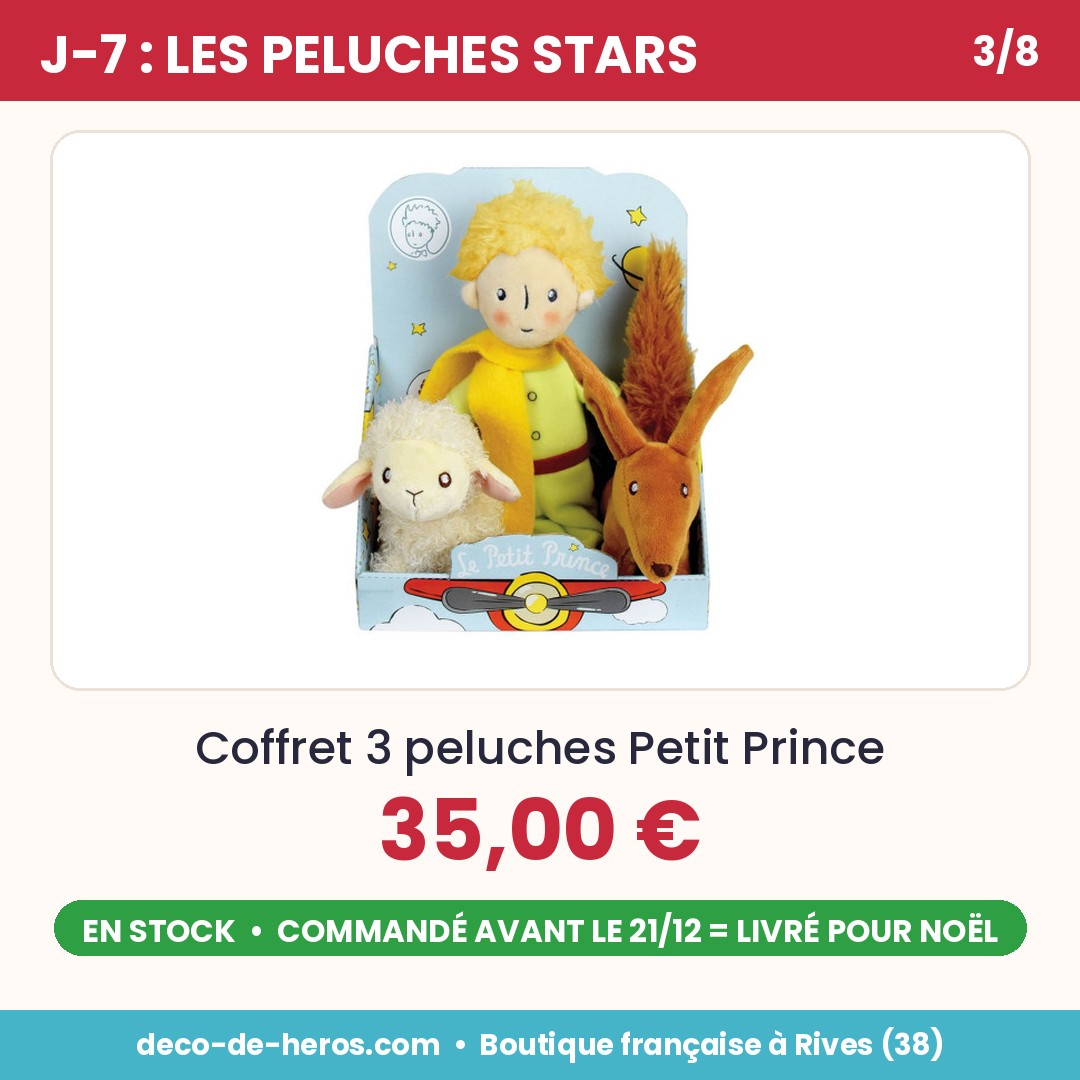 J-7 : LES PELUCHES STARS
3/8
Le Petit Prince
Coffret 3 peluches Petit Prince
35,00 €
EN STOCK • COMMANDÉ AVANT LE 21/12 = LIVRÉ POUR NOËL
deco-de-heros.com • Boutique française à Rives (38)